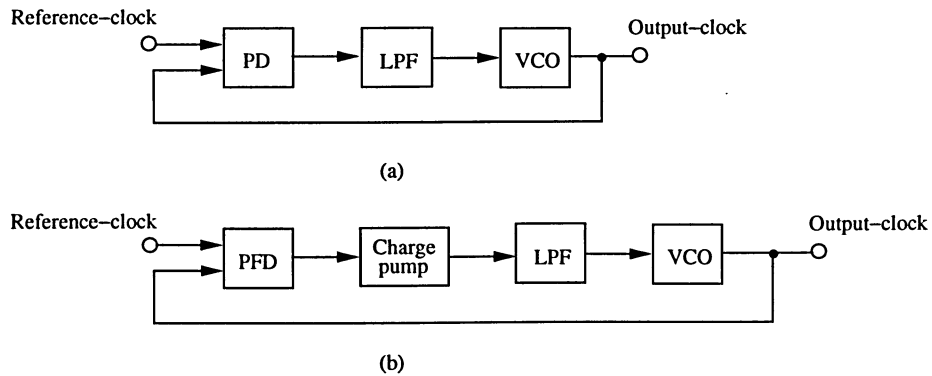 Reference-clock
Output-clock
PD
LPF
VCO
(a)
Reference-clock
Output-clock
PFD
Charge
pump
LPF
VCO
(b)